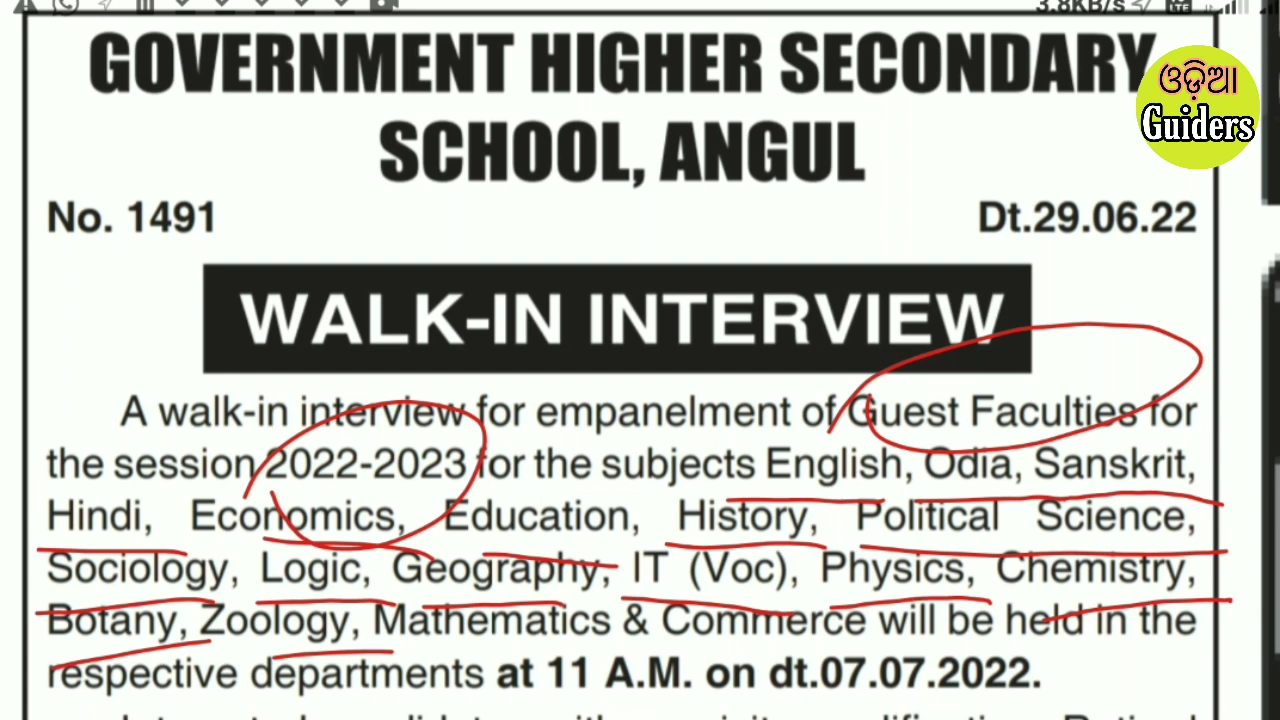 3.8KB/s
GOVERNMENT HIGHER SECONDARY
SCHOOL, ANGUL
ଓଡ଼ିଆ
Guiders
No. 1491 Dt.29.06.22
WALK-IN INTERVIEW
A walk-in interview for empanelment of Guest Faculties for
the session 2022-2023 for the subjects English, Odia, Sanskrit,
Hindi, Economics, Education, History, Political Science,
Sociology, Logic, Geography, IT (Voc), Physics, Chemistry,
Botany, Zoology, Mathematics & Commerce will be held in the
respective departments at 11 A.M. on dt.07.07.2022.